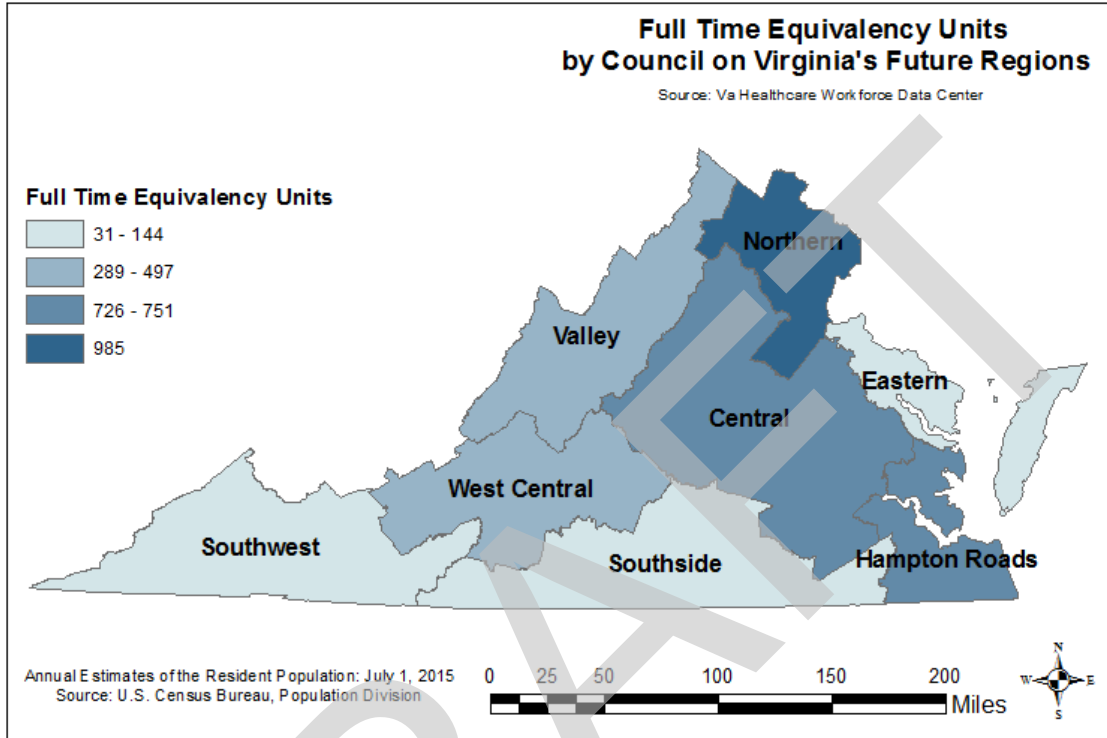 Full Time Equivalency Units
by Council on Virginia's Future Regions
Source: Va Healthcare Workforce Data Center
Full Time Equivalency Units
31 - 144
289 - 497
726 - 751
985
Northern
Valley
Eastern
Central
West Central
Southwest
Southside
Hampton Roads
Annual Estimates of the Resident Population: July 1, 2015
Source: U.S. Census Bureau, Population Division
0 25 50 100 150 200
Miles
N
W E
S
DRAFT